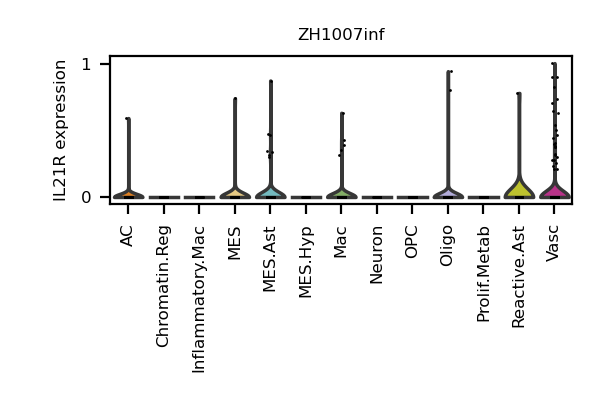 ZH1007inf
IL21R expression
1
0
AC
Chromatin.Reg
Inflammatory.Mac
MES
MES.Ast
MES.Hyp
Mac
Neuron
OPC
Oligo
Prolif.Metab
Reactive.Ast
Vasc